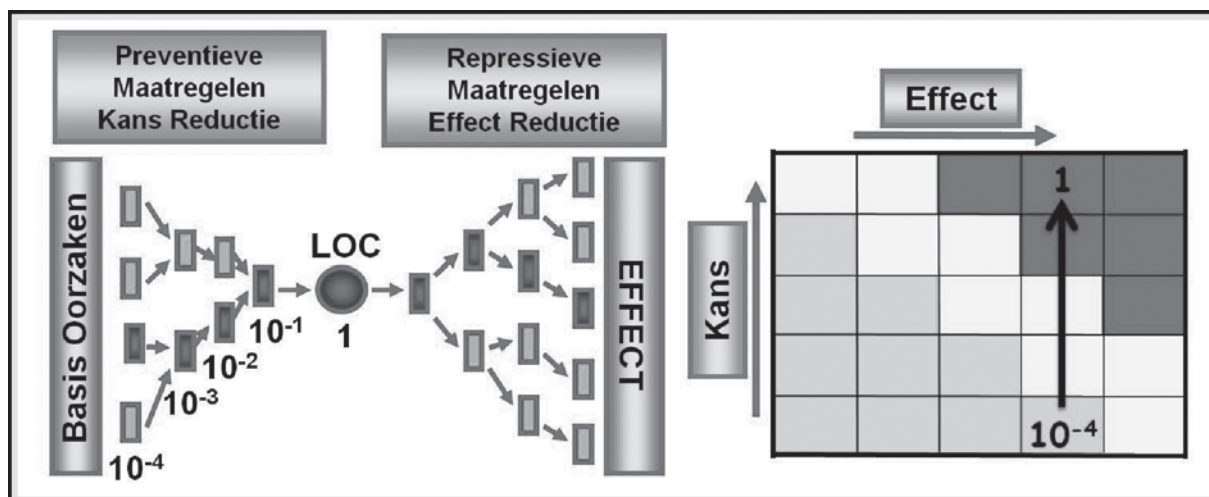 Preventieve
Maatregelen
Kans Reductie
Repressieve
Maatregelen
Effect Reductie
Basis Oorzaken
LOC
1
10⁻¹
10⁻²
10⁻³
10⁻⁴
EFFECT
Effect
Kans
1
10⁻⁴